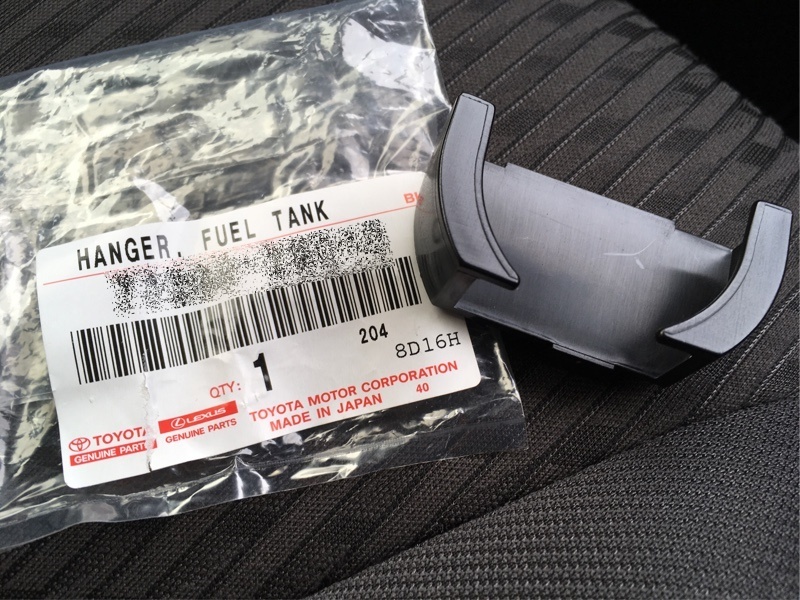 BU
HANGER, FUEL TANK
204
8D16H
QTY: 1
TOYOTA
GENUINE PARTS
LEXUS
GENUINE PARTS
TOYOTA MOTOR CORPORATION
MADE IN JAPAN 40